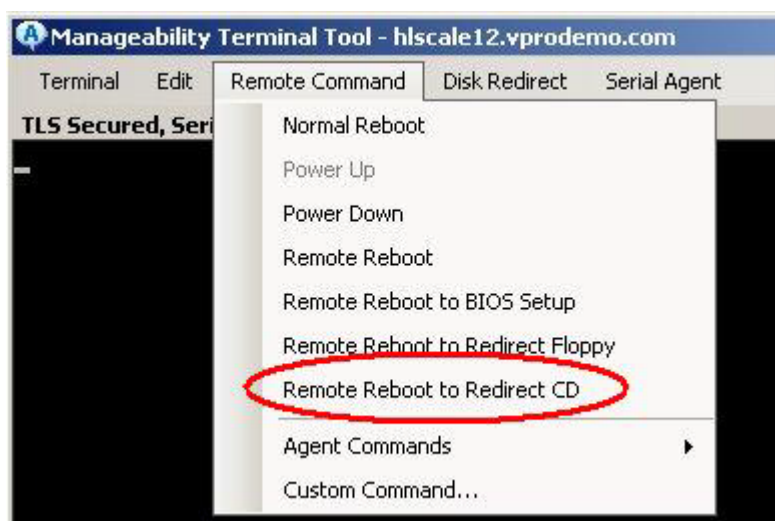 Manageability Terminal Tool - hlscale12.vprodemo.com
Terminal Edit Remote Command Disk Redirect Serial Agent
TLS Secured, Seri
Normal Reboot
Power Up
Power Down
Remote Reboot
Remote Reboot to BIOS Setup
Remote Reboot to Redirect Floppy
Remote Reboot to Redirect CD
Agent Commands
Custom Command...